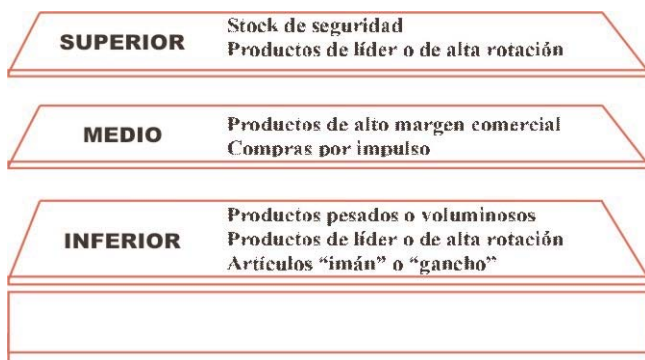 SUPERIOR
Stock de seguridad
Productos de líder o de alta rotación
MEDIO
Productos de alto margen comercial
Compras por impulso
INFERIOR
Productos pesados o voluminosos
Productos de líder o de alta rotación
Artículos “imán” o “gancho”